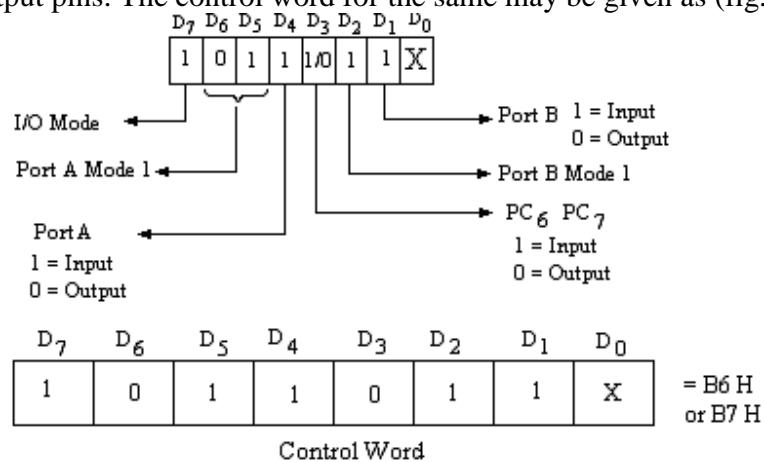 put pins. The control word for the same may be given as (fig.
D7 D6 D5 D4 D3 D2 D1 D0
1 0 1 1 1/0 1 1 X
I/O Mode
Port A Mode 1
Port A
1 = Input
0 = Output
Port B 1 = Input
0 = Output
Port B Mode 1
PC6 PC7
1 = Input
0 = Output
D7 D6 D5 D4 D3 D2 D1 D0
1 0 1 1 0 1 1 X
= B6 H
or B7 H
Control Word